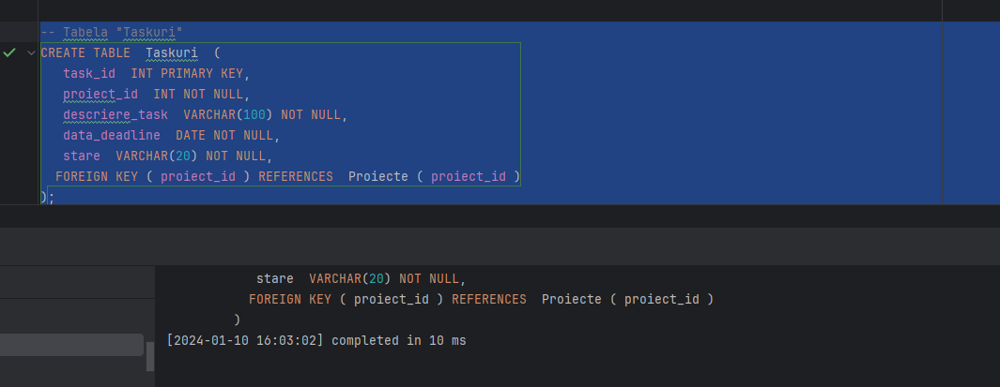 -- Tabela "Taskuri"
CREATE TABLE Taskuri (
task_id INT PRIMARY KEY,
proiect_id INT NOT NULL,
descriere_task VARCHAR(100) NOT NULL,
data_deadline DATE NOT NULL,
stare VARCHAR(20) NOT NULL,
FOREIGN KEY ( proiect_id ) REFERENCES Proiecte ( proiect_id )
);
stare VARCHAR(20) NOT NULL,
FOREIGN KEY ( proiect_id ) REFERENCES Proiecte ( proiect_id )
)
[2024-01-10 16:03:02] completed in 10 ms